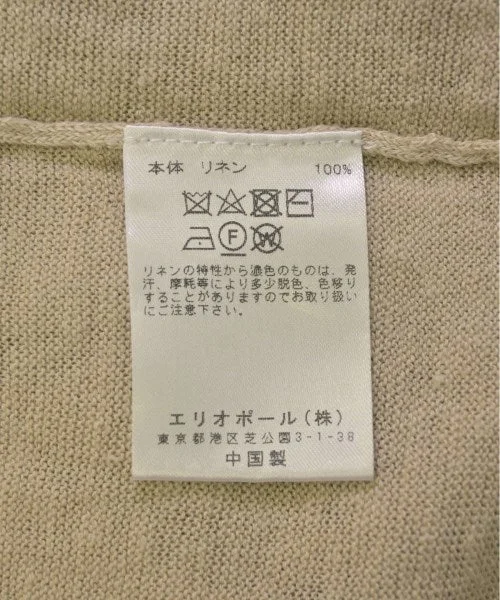 本体 リネン 100%
F W
リネンの特性から濃色のものは、発
汗、摩耗等により多少脱色、色移り
することがありますのでお取り扱い
にご注意下さい。
エリオポール(株)
東京都港区芝公園3-1-38
中国製